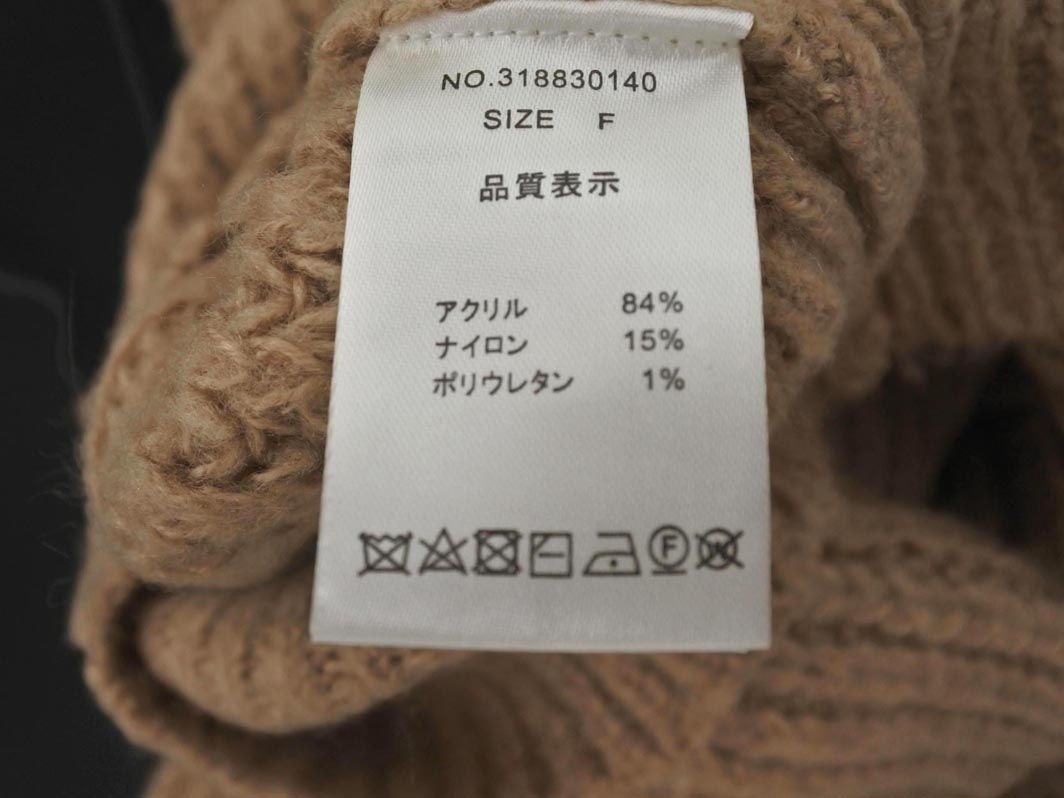 NO.318830140
SIZE F
品質表示
アクリル 84%
ナイロン 15%
ポリウレタン 1%
F W